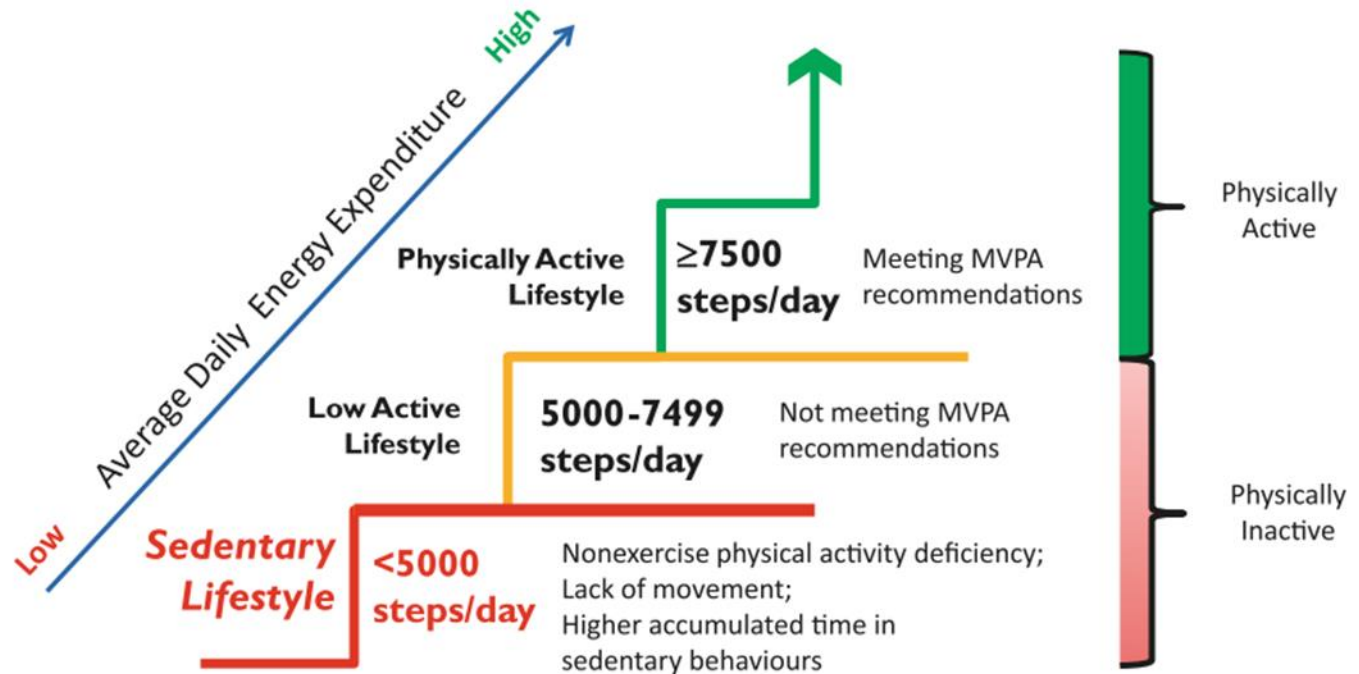 High
Average Daily Energy Expenditure
Low
Physically Active
Lifestyle
≥7500
steps/day
Meeting MVPA
recommendations
Low Active
Lifestyle
5000-7499
steps/day
Not meeting MVPA
recommendations
Sedentary
Lifestyle
<5000
steps/day
Nonexercise physical activity deficiency;
Lack of movement;
Higher accumulated time in
sedentary behaviours
Physically
Active
Physically
Inactive